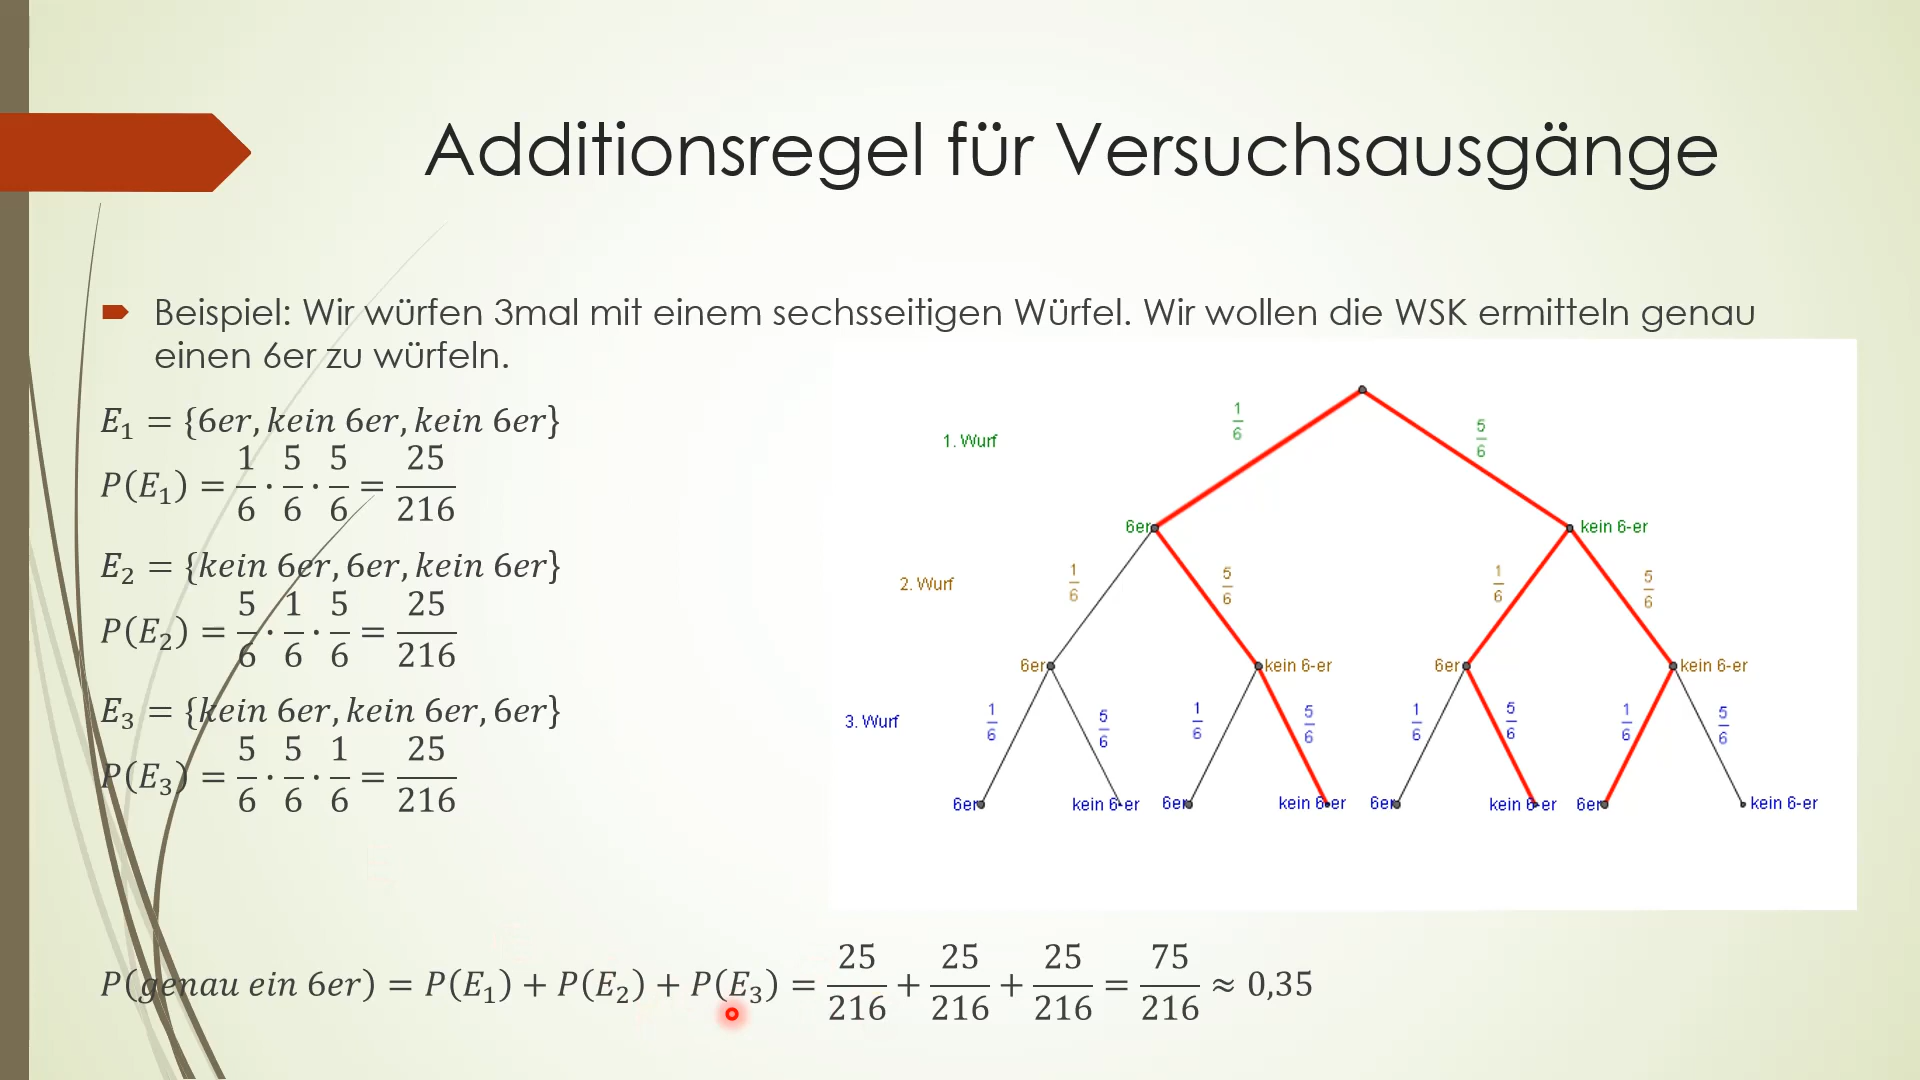 Additionsregel für Versuchsausgänge
Beispiel: Wir würfen 3mal mit einem sechsseitigen Würfel. Wir wollen die WSK ermitteln genau
einen 6er zu würfeln.
E₁ = {6er, kein 6er, kein 6er}
P(E₁) = 1/6 · 5/6 · 5/6 = 25/216
E₂ = {kein 6er, 6er, kein 6er}
P(E₂) = 5/6 · 1/6 · 5/6 = 25/216
E₃ = {kein 6er, kein 6er, 6er}
P(E₃) = 5/6 · 5/6 · 1/6 = 25/216
1. Wurf 1/6 5/6
6er kein 6-er
2. Wurf 1/6 5/6 1/6 5/6
6er kein 6-er 6er kein 6-er
3. Wurf 1/6 5/6 1/6 5/6 1/6 5/6 1/6 5/6
6er kein 6-er 6er kein 6-er 6er kein 6-er 6er kein 6-er
P(genau ein 6er) = P(E₁) + P(E₂) + P(E₃) = 25/216 + 25/216 + 25/216 = 75/216 ≈ 0,35